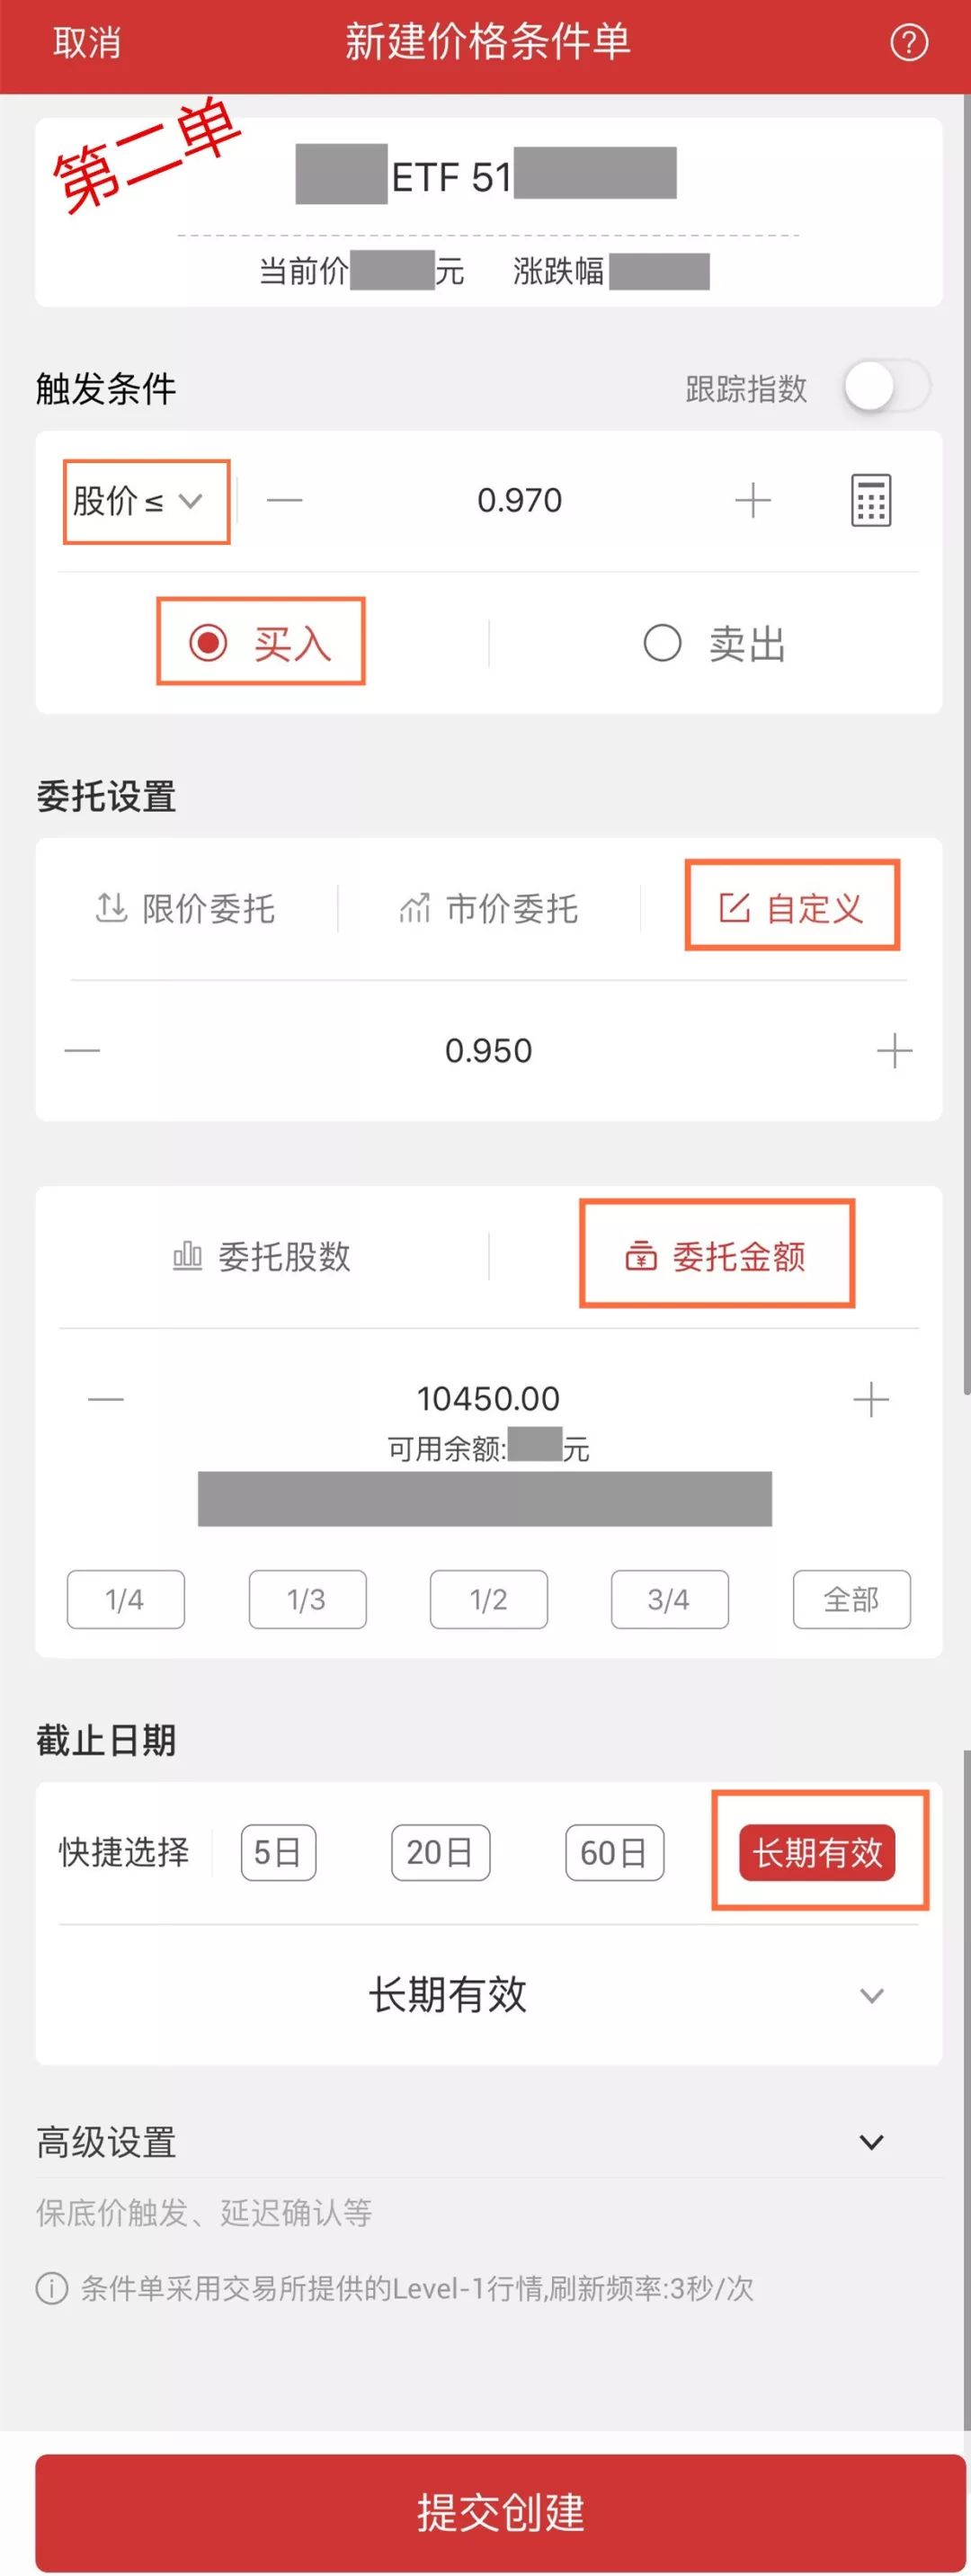 取消 新建价格条件单 ?
第二单
ETF 51
当前价 元 涨跌幅
触发条件 跟踪指数
股价≤ — 0.970 +
买入 卖出
委托设置
限价委托 市价委托 自定义
— 0.950 +
委托股数 委托金额
— 10450.00 +
可用余额: 元
1/4 1/3 1/2 3/4 全部
截止日期
快捷选择 5日 20日 60日 长期有效
长期有效
高级设置
保底价触发、延迟确认等
条件单采用交易所提供的Level-1行情,刷新频率:3秒/次
提交创建